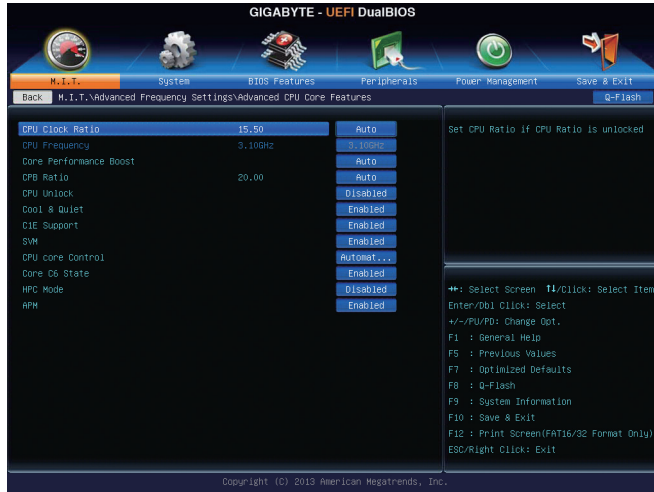 GIGABYTE - UEFI DualBIOS
M.I.T. System BIOS Features Peripherals Power Management Save & Exit
Back M.I.T.\Advanced Frequency Settings\Advanced CPU Core Features Q-Flash
CPU Clock Ratio 15.50 Auto
CPU Frequency 3.10GHz 3.10GHz
Core Performance Boost Auto
CPB Ratio 20.00 Auto
CPU Unlock Disabled
Cool & Quiet Enabled
C1E Support Enabled
SVM Enabled
CPU core Control Automat...
Core C6 State Enabled
HPC Mode Disabled
APM Enabled
Set CPU Ratio if CPU Ratio is unlocked
→←: Select Screen ↑↓/Click: Select Item
Enter/Dbl Click: Select
+/-/PU/PD: Change Opt.
F1 : General Help
F5 : Previous Values
F7 : Optimized Defaults
F8 : Q-Flash
F9 : System Information
F10 : Save & Exit
F12 : Print Screen(FAT16/32 Format Only)
ESC/Right Click: Exit
Copyright (C) 2013 American Megatrends, Inc.